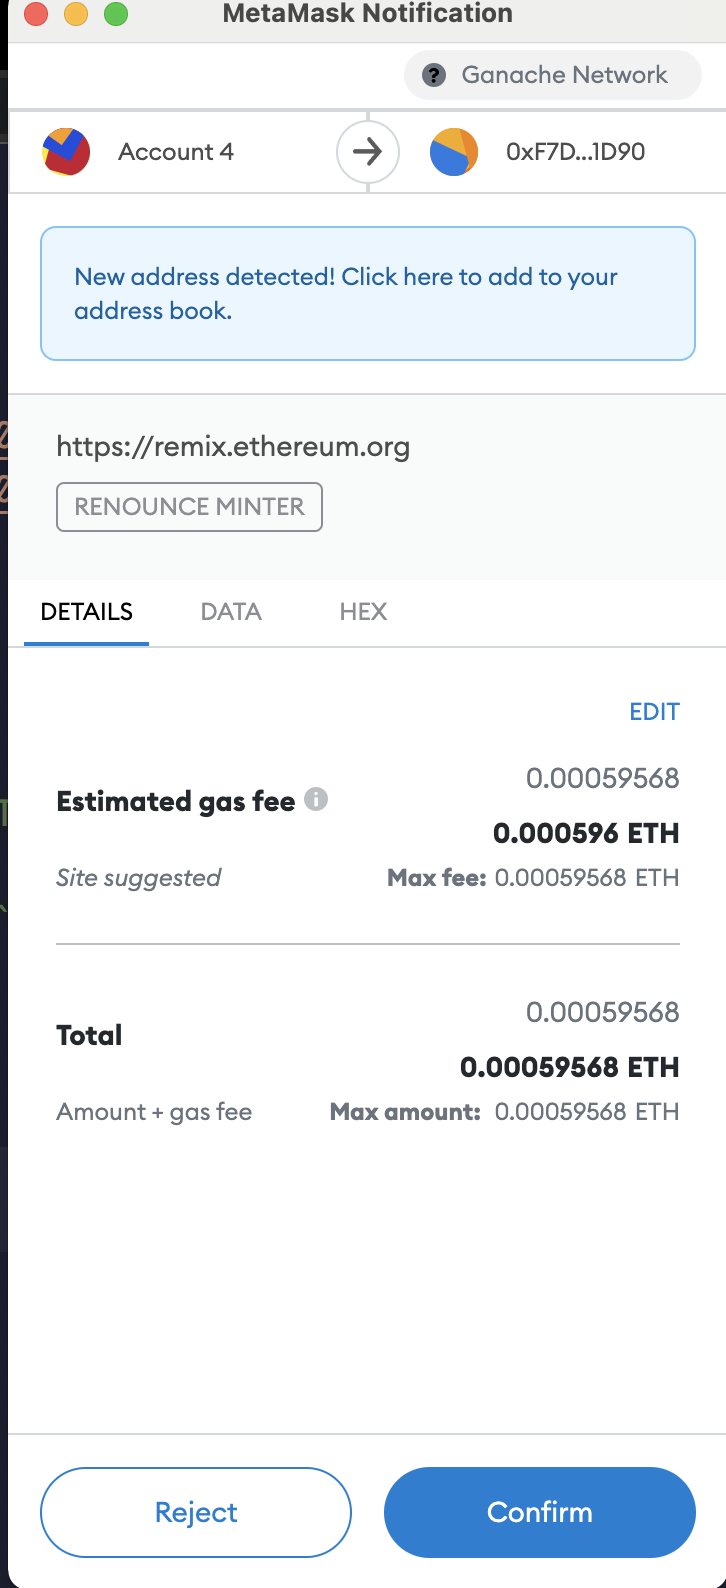 MetaMask Notification
? Ganache Network
Account 4
0xF7D...1D90
New address detected! Click here to add to your
address book.
https://remix.ethereum.org
RENOUNCE MINTER
DETAILS DATA HEX
EDIT
0.00059568
Estimated gas fee i
0.000596 ETH
Site suggested Max fee: 0.00059568 ETH
0.00059568
Total
0.00059568 ETH
Amount + gas fee Max amount: 0.00059568 ETH
Reject Confirm